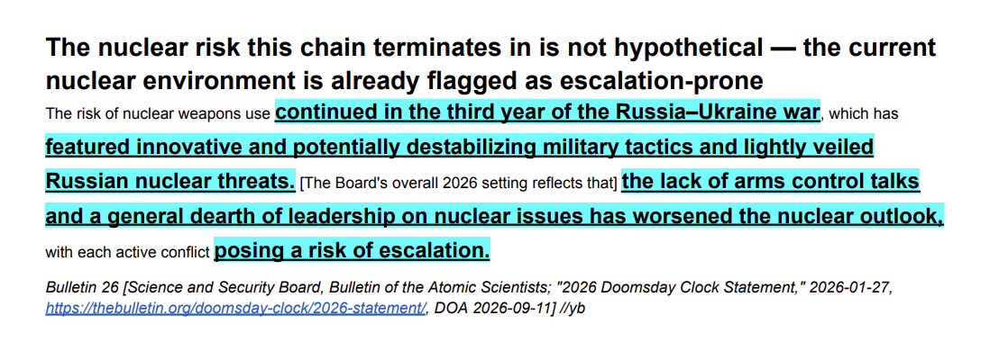 The nuclear risk this chain terminates in is not hypothetical — the current
nuclear environment is already flagged as escalation-prone
The risk of nuclear weapons use continued in the third year of the Russia–Ukraine war, which has
featured innovative and potentially destabilizing military tactics and lightly veiled
Russian nuclear threats. [The Board's overall 2026 setting reflects that] the lack of arms control talks
and a general dearth of leadership on nuclear issues has worsened the nuclear outlook,
with each active conflict posing a risk of escalation.
Bulletin 26 [Science and Security Board, Bulletin of the Atomic Scientists; "2026 Doomsday Clock Statement," 2026-01-27,
https://thebulletin.org/doomsday-clock/2026-statement/, DOA 2026-09-11] //yb